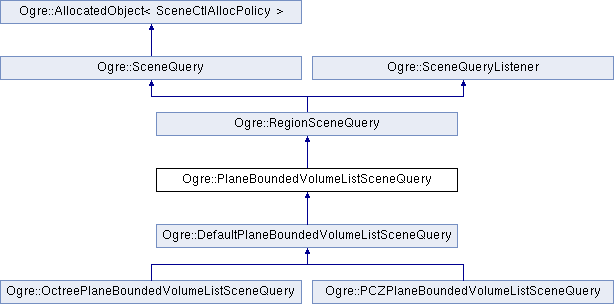 Ogre::AllocatedObject< SceneCtlAllocPolicy >
Ogre::SceneQuery
Ogre::SceneQueryListener
Ogre::RegionSceneQuery
Ogre::PlaneBoundedVolumeListSceneQuery
Ogre::DefaultPlaneBoundedVolumeListSceneQuery
Ogre::OctreePlaneBoundedVolumeListSceneQuery
Ogre::PCZPlaneBoundedVolumeListSceneQuery